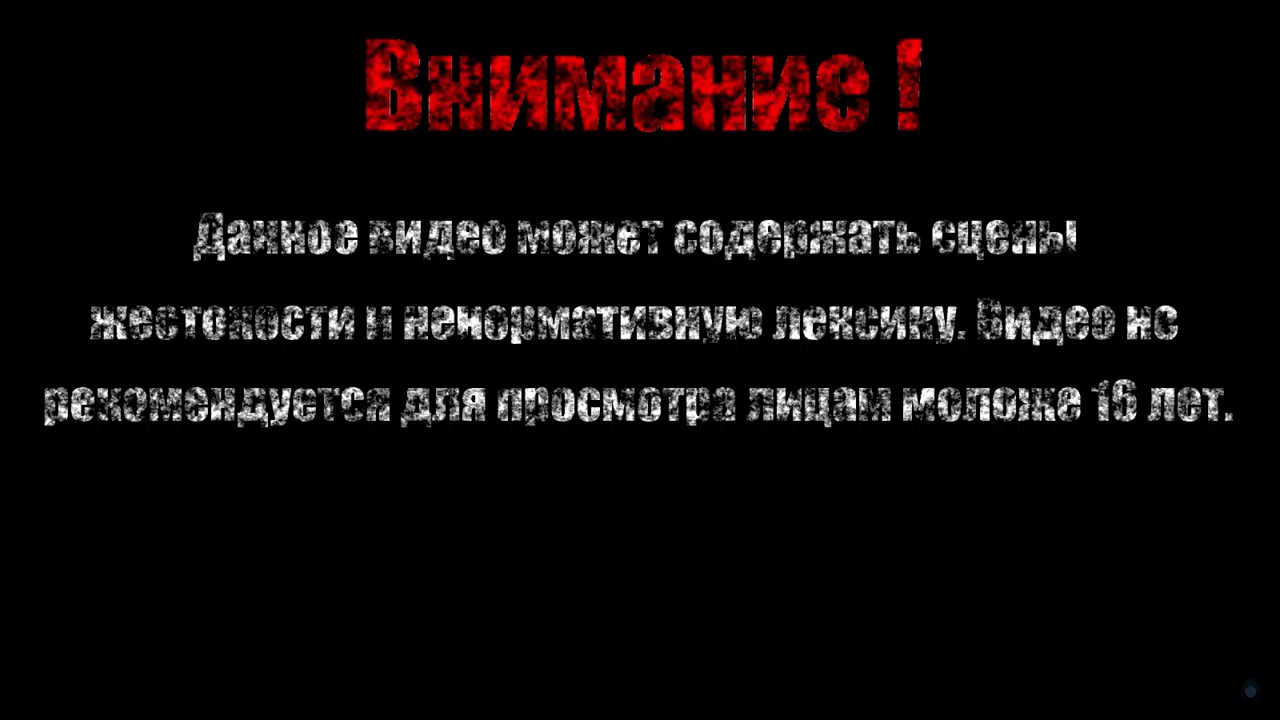 Внимание !
Данное видео может содержать сцены
жестокости и ненормативную лексику. Видео не
рекомендуется для просмотра лицам моложе 16 лет.